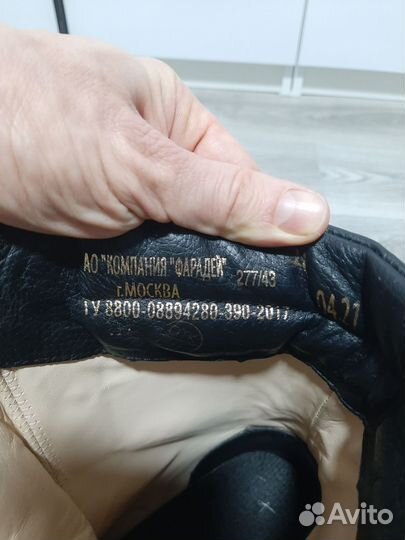 АО "КОМПАНИЯ "ФАРАДЕЙ"
277/43
г.МОСКВА
ТУ 8800-08894280-390-2017
04 21
Avito